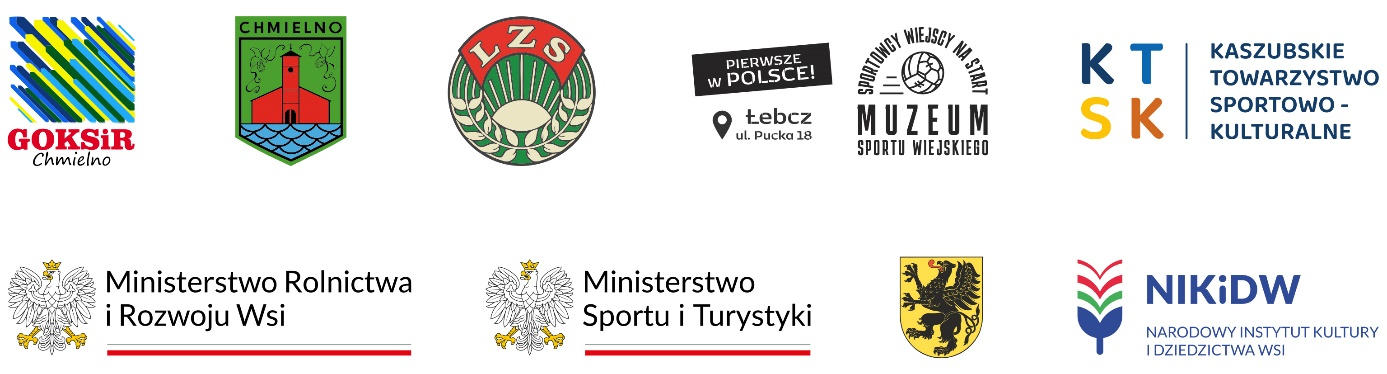 GOKSiR
Chmielno
CHMIELNO
LZS
PIERWSZE
W POLSCE!
Łebcz
ul. Pucka 18
SPORTOWCY WIEJSCY NA START
MUZEUM
SPORTU WIEJSKIEGO
K T
S K
KASZUBSKIE
TOWARZYSTWO
SPORTOWO -
KULTURALNE
Ministerstwo Rolnictwa
i Rozwoju Wsi
Ministerstwo
Sportu i Turystyki
NIKiDW
NARODOWY INSTYTUT KULTURY
I DZIEDZICTWA WSI